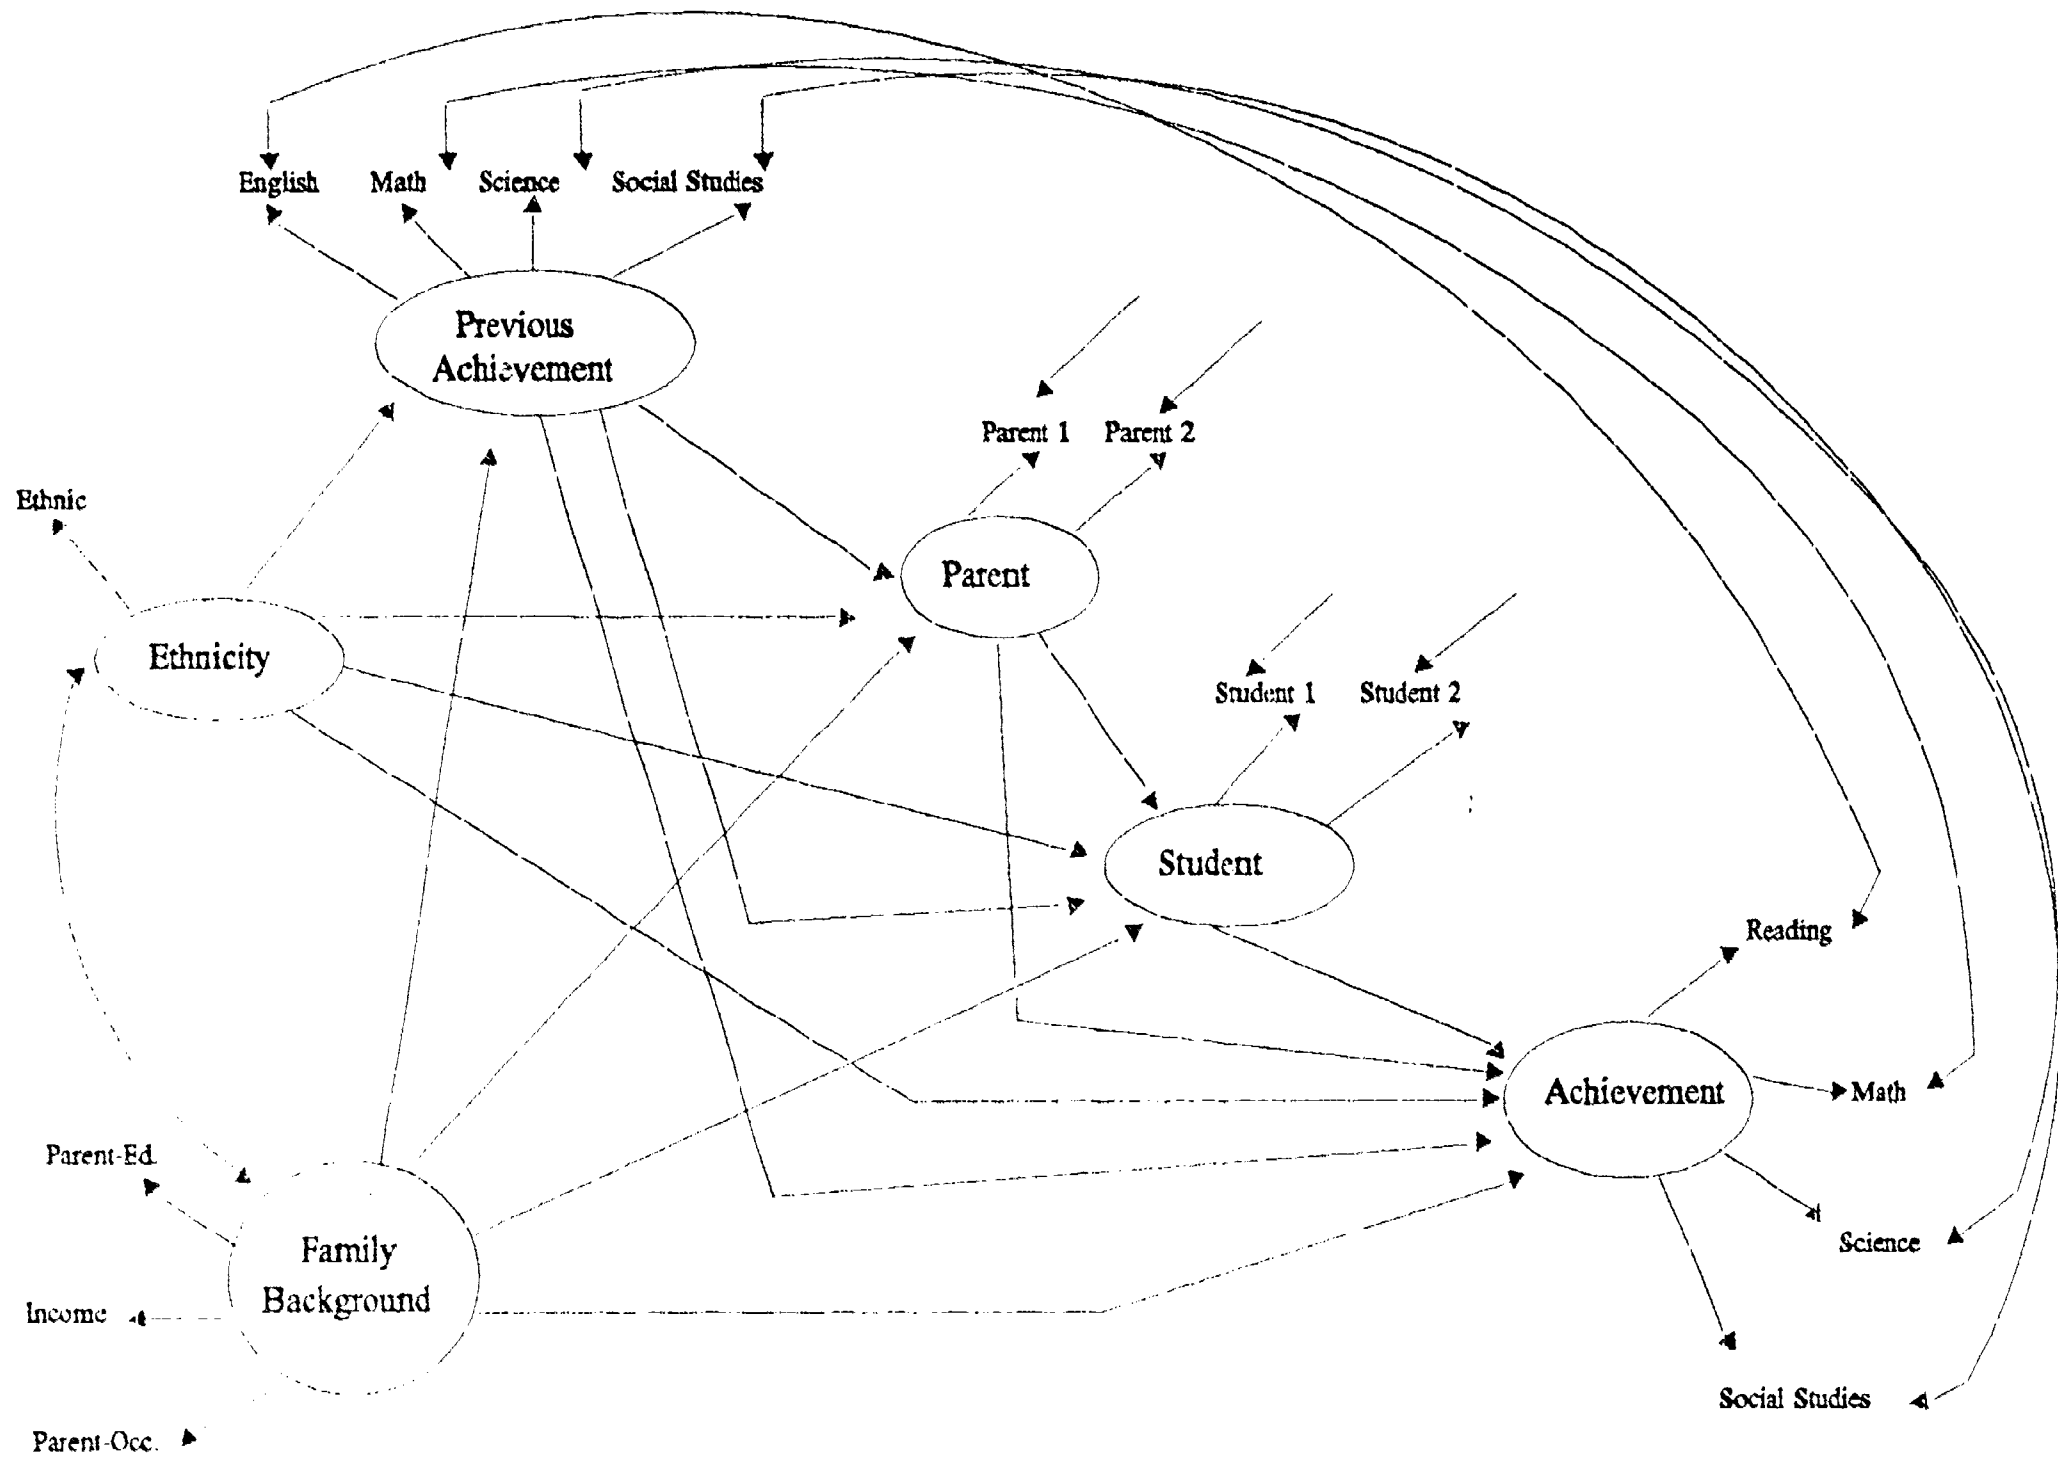 English Math Science Social Studies
Previous
Achievement
Parent 1 Parent 2
Ethnic
Parent
Ethnicity
Student 1 Student 2
Student
Reading
Achievement
Math
Parent-Ed.
Science
Family
Background
Income
Social Studies
Parent-Occ.